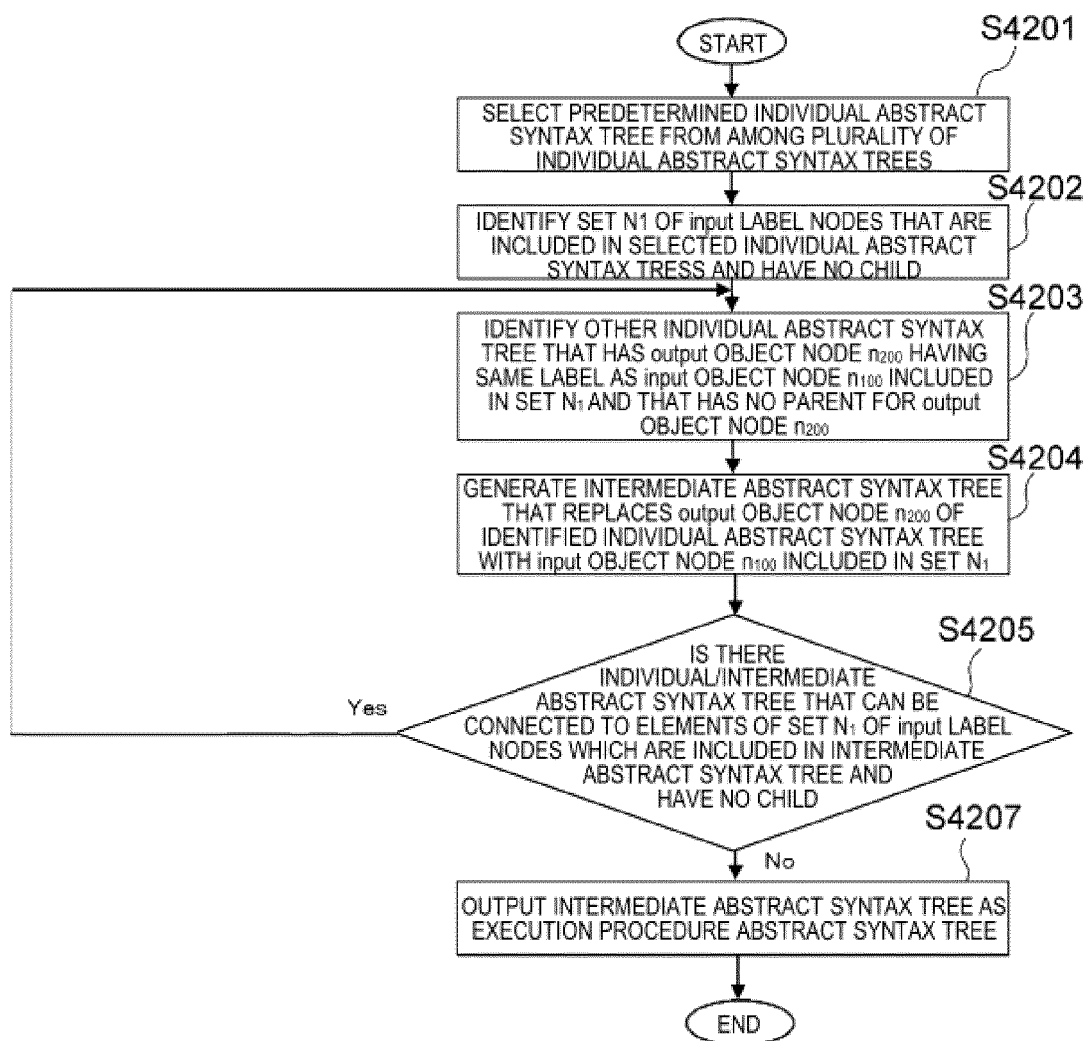 START
S4201
SELECT PREDETERMINED INDIVIDUAL ABSTRACT
SYNTAX TREE FROM AMONG PLURALITY OF
INDIVIDUAL ABSTRACT SYNTAX TREES
S4202
IDENTIFY SET N1 OF input LABEL NODES THAT ARE
INCLUDED IN SELECTED INDIVIDUAL ABSTRACT
SYNTAX TRESS AND HAVE NO CHILD
S4203
IDENTIFY OTHER INDIVIDUAL ABSTRACT SYNTAX
TREE THAT HAS output OBJECT NODE n200 HAVING
SAME LABEL AS input OBJECT NODE n100 INCLUDED
IN SET N1 AND THAT HAS NO PARENT FOR output
OBJECT NODE n200
S4204
GENERATE INTERMEDIATE ABSTRACT SYNTAX TREE
THAT REPLACES output OBJECT NODE n200 OF
IDENTIFIED INDIVIDUAL ABSTRACT SYNTAX TREE
WITH input OBJECT NODE n100 INCLUDED IN SET N1
S4205
IS THERE
INDIVIDUAL/INTERMEDIATE
ABSTRACT SYNTAX TREE THAT CAN BE
CONNECTED TO ELEMENTS OF SET N1 OF input LABEL
NODES WHICH ARE INCLUDED IN INTERMEDIATE
ABSTRACT SYNTAX TREE AND
HAVE NO CHILD
Yes
No
S4207
OUTPUT INTERMEDIATE ABSTRACT SYNTAX TREE AS
EXECUTION PROCEDURE ABSTRACT SYNTAX TREE
END